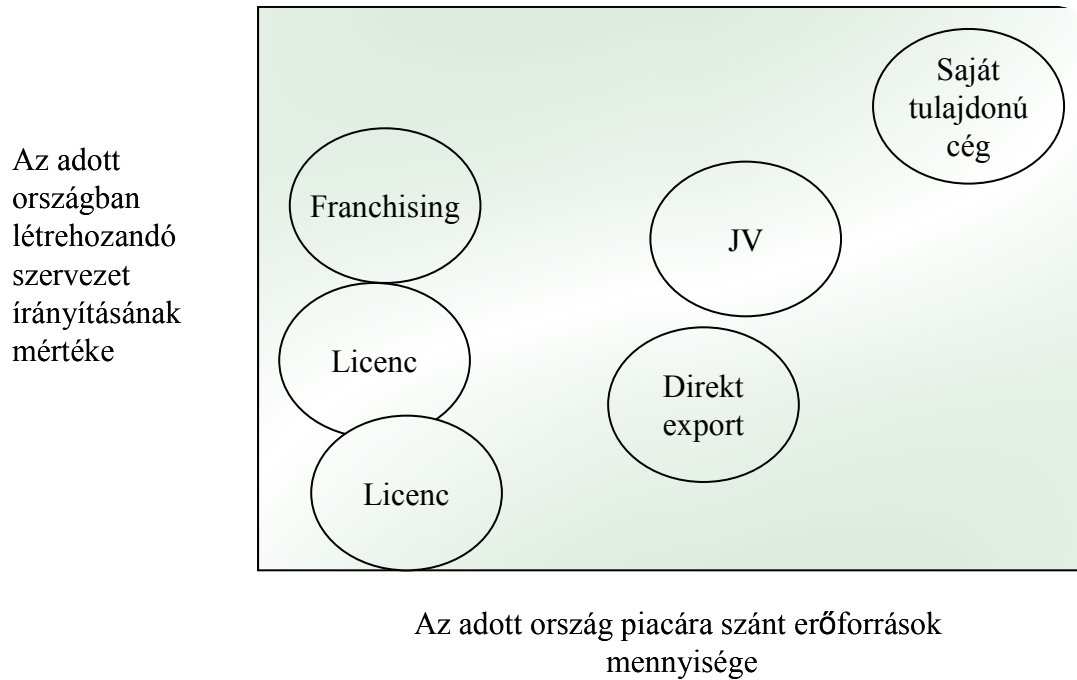 Az adott
országban
létrehozandó
szervezet
írányításának
mértéke
Saját
tulajdonú
cég
Franchising
JV
Licenc
Direkt
export
Licenc
Az adott ország piacára szánt erőforrások
mennyisége